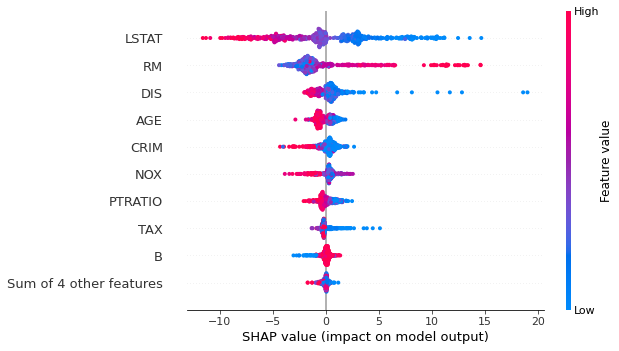 High
LSTAT
RM
DIS
AGE
CRIM
NOX
PTRATIO
TAX
B
Sum of 4 other features
Feature value
Low
−10
−5
0
5
10
15
20
SHAP value (impact on model output)